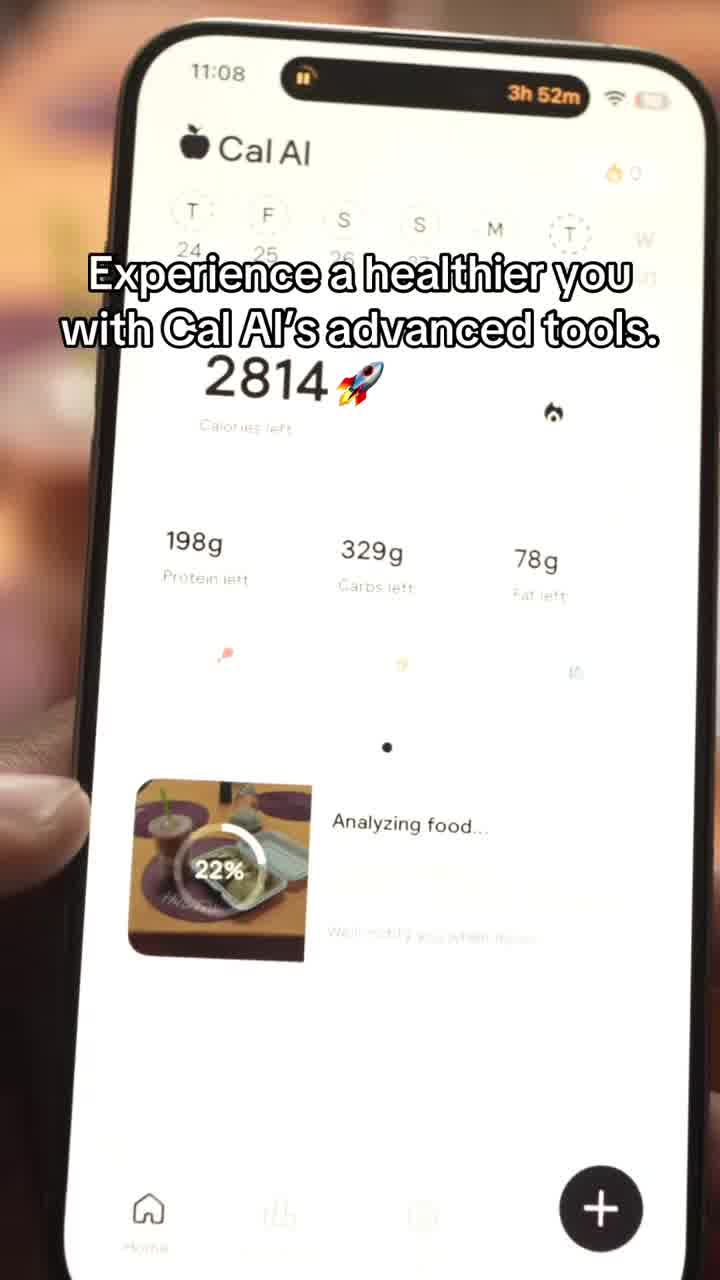 11:08
3h 52m
Cal AI
0
T F S S M T W
24 25 26
Experience a healthier you
with Cal AI's advanced tools.
2814🚀
Calories left
198g 329g 78g
Protein left Carbs left Fat left
22%
Analyzing food...
We'll notify you when
Home